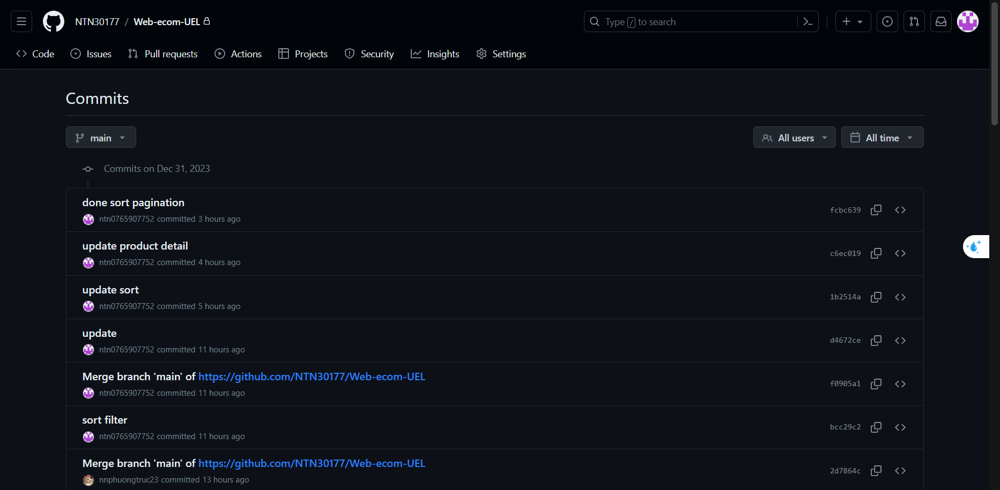 NTN30177 / Web-ecom-UEL
Type / to search
Code Issues Pull requests Actions Projects Security Insights Settings
Commits
main All users All time
Commits on Dec 31, 2023
done sort pagination
ntn0765907752 committed 3 hours ago
fcbc639
update product detail
ntn0765907752 committed 4 hours ago
c6ec019
update sort
ntn0765907752 committed 5 hours ago
1b2514a
update
ntn0765907752 committed 11 hours ago
d4672ce
Merge branch 'main' of https://github.com/NTN30177/Web-ecom-UEL
ntn0765907752 committed 11 hours ago
f0905a1
sort filter
ntn0765907752 committed 11 hours ago
bcc29c2
Merge branch 'main' of https://github.com/NTN30177/Web-ecom-UEL
nnphuongtruc23 committed 13 hours ago
2d7864c